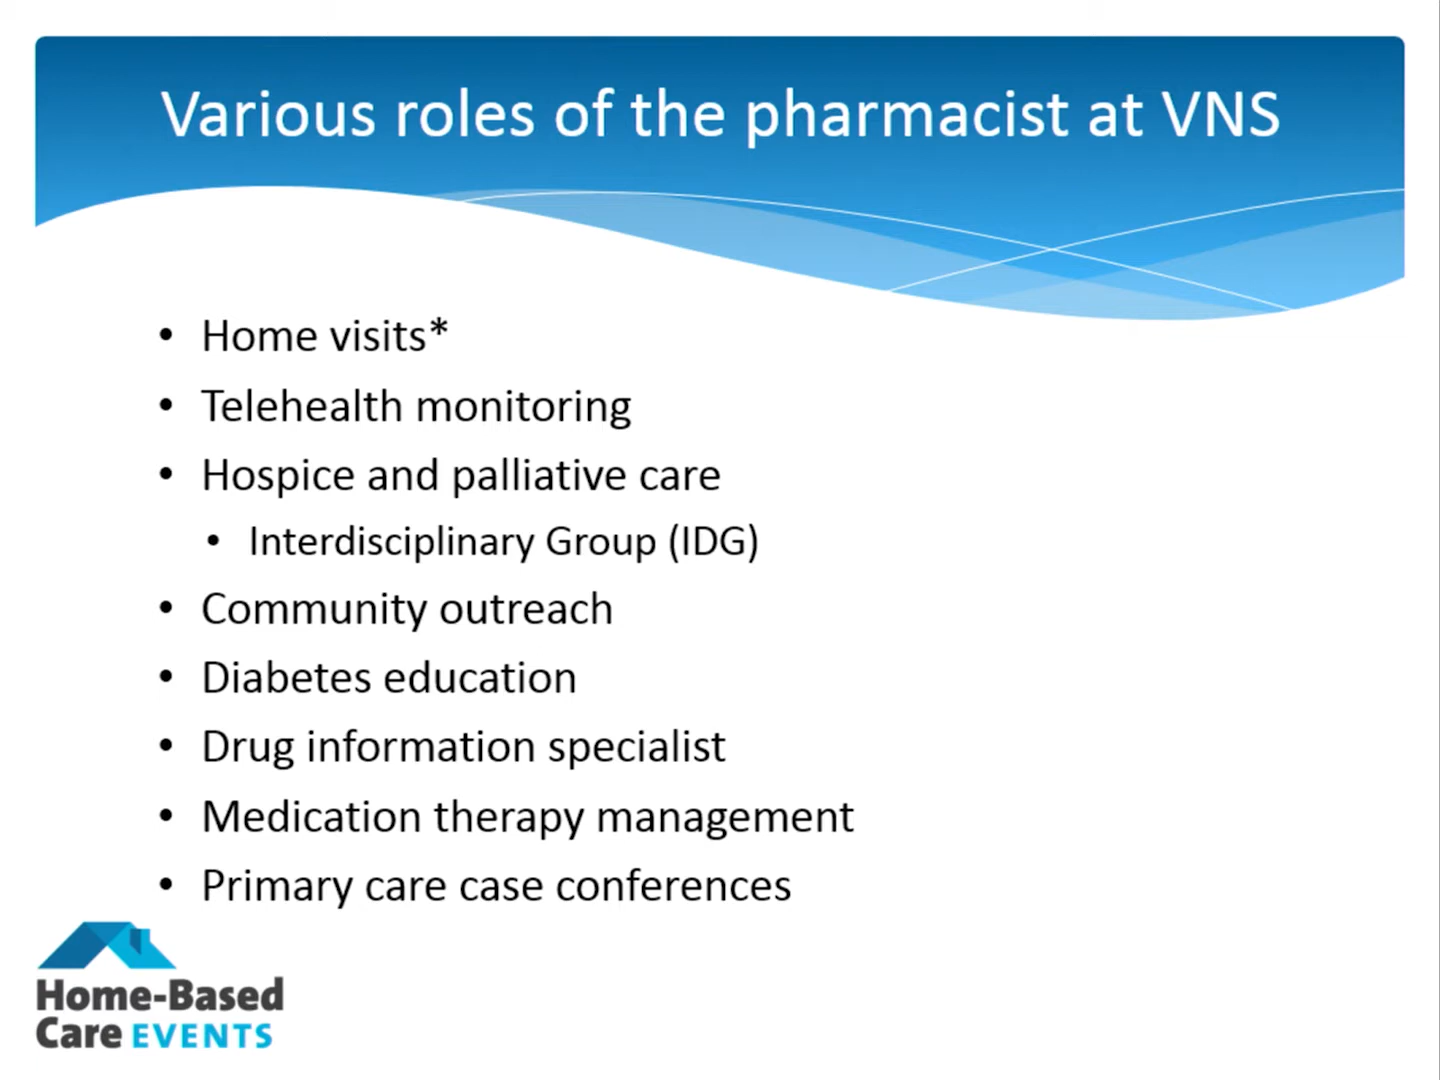 Various roles of the pharmacist at VNS
• Home visits*
• Telehealth monitoring
• Hospice and palliative care
• Interdisciplinary Group (IDG)
• Community outreach
• Diabetes education
• Drug information specialist
• Medication therapy management
• Primary care case conferences
Home-Based
Care EVENTS